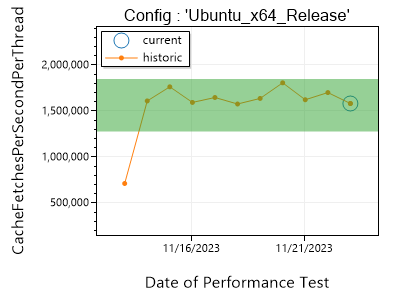 Config : 'Ubuntu_x64_Release'
current
historic
CacheFetchesPerSecondPerThread
2,000,000
1,500,000
1,000,000
500,000
11/16/2023
11/21/2023
Date of Performance Test